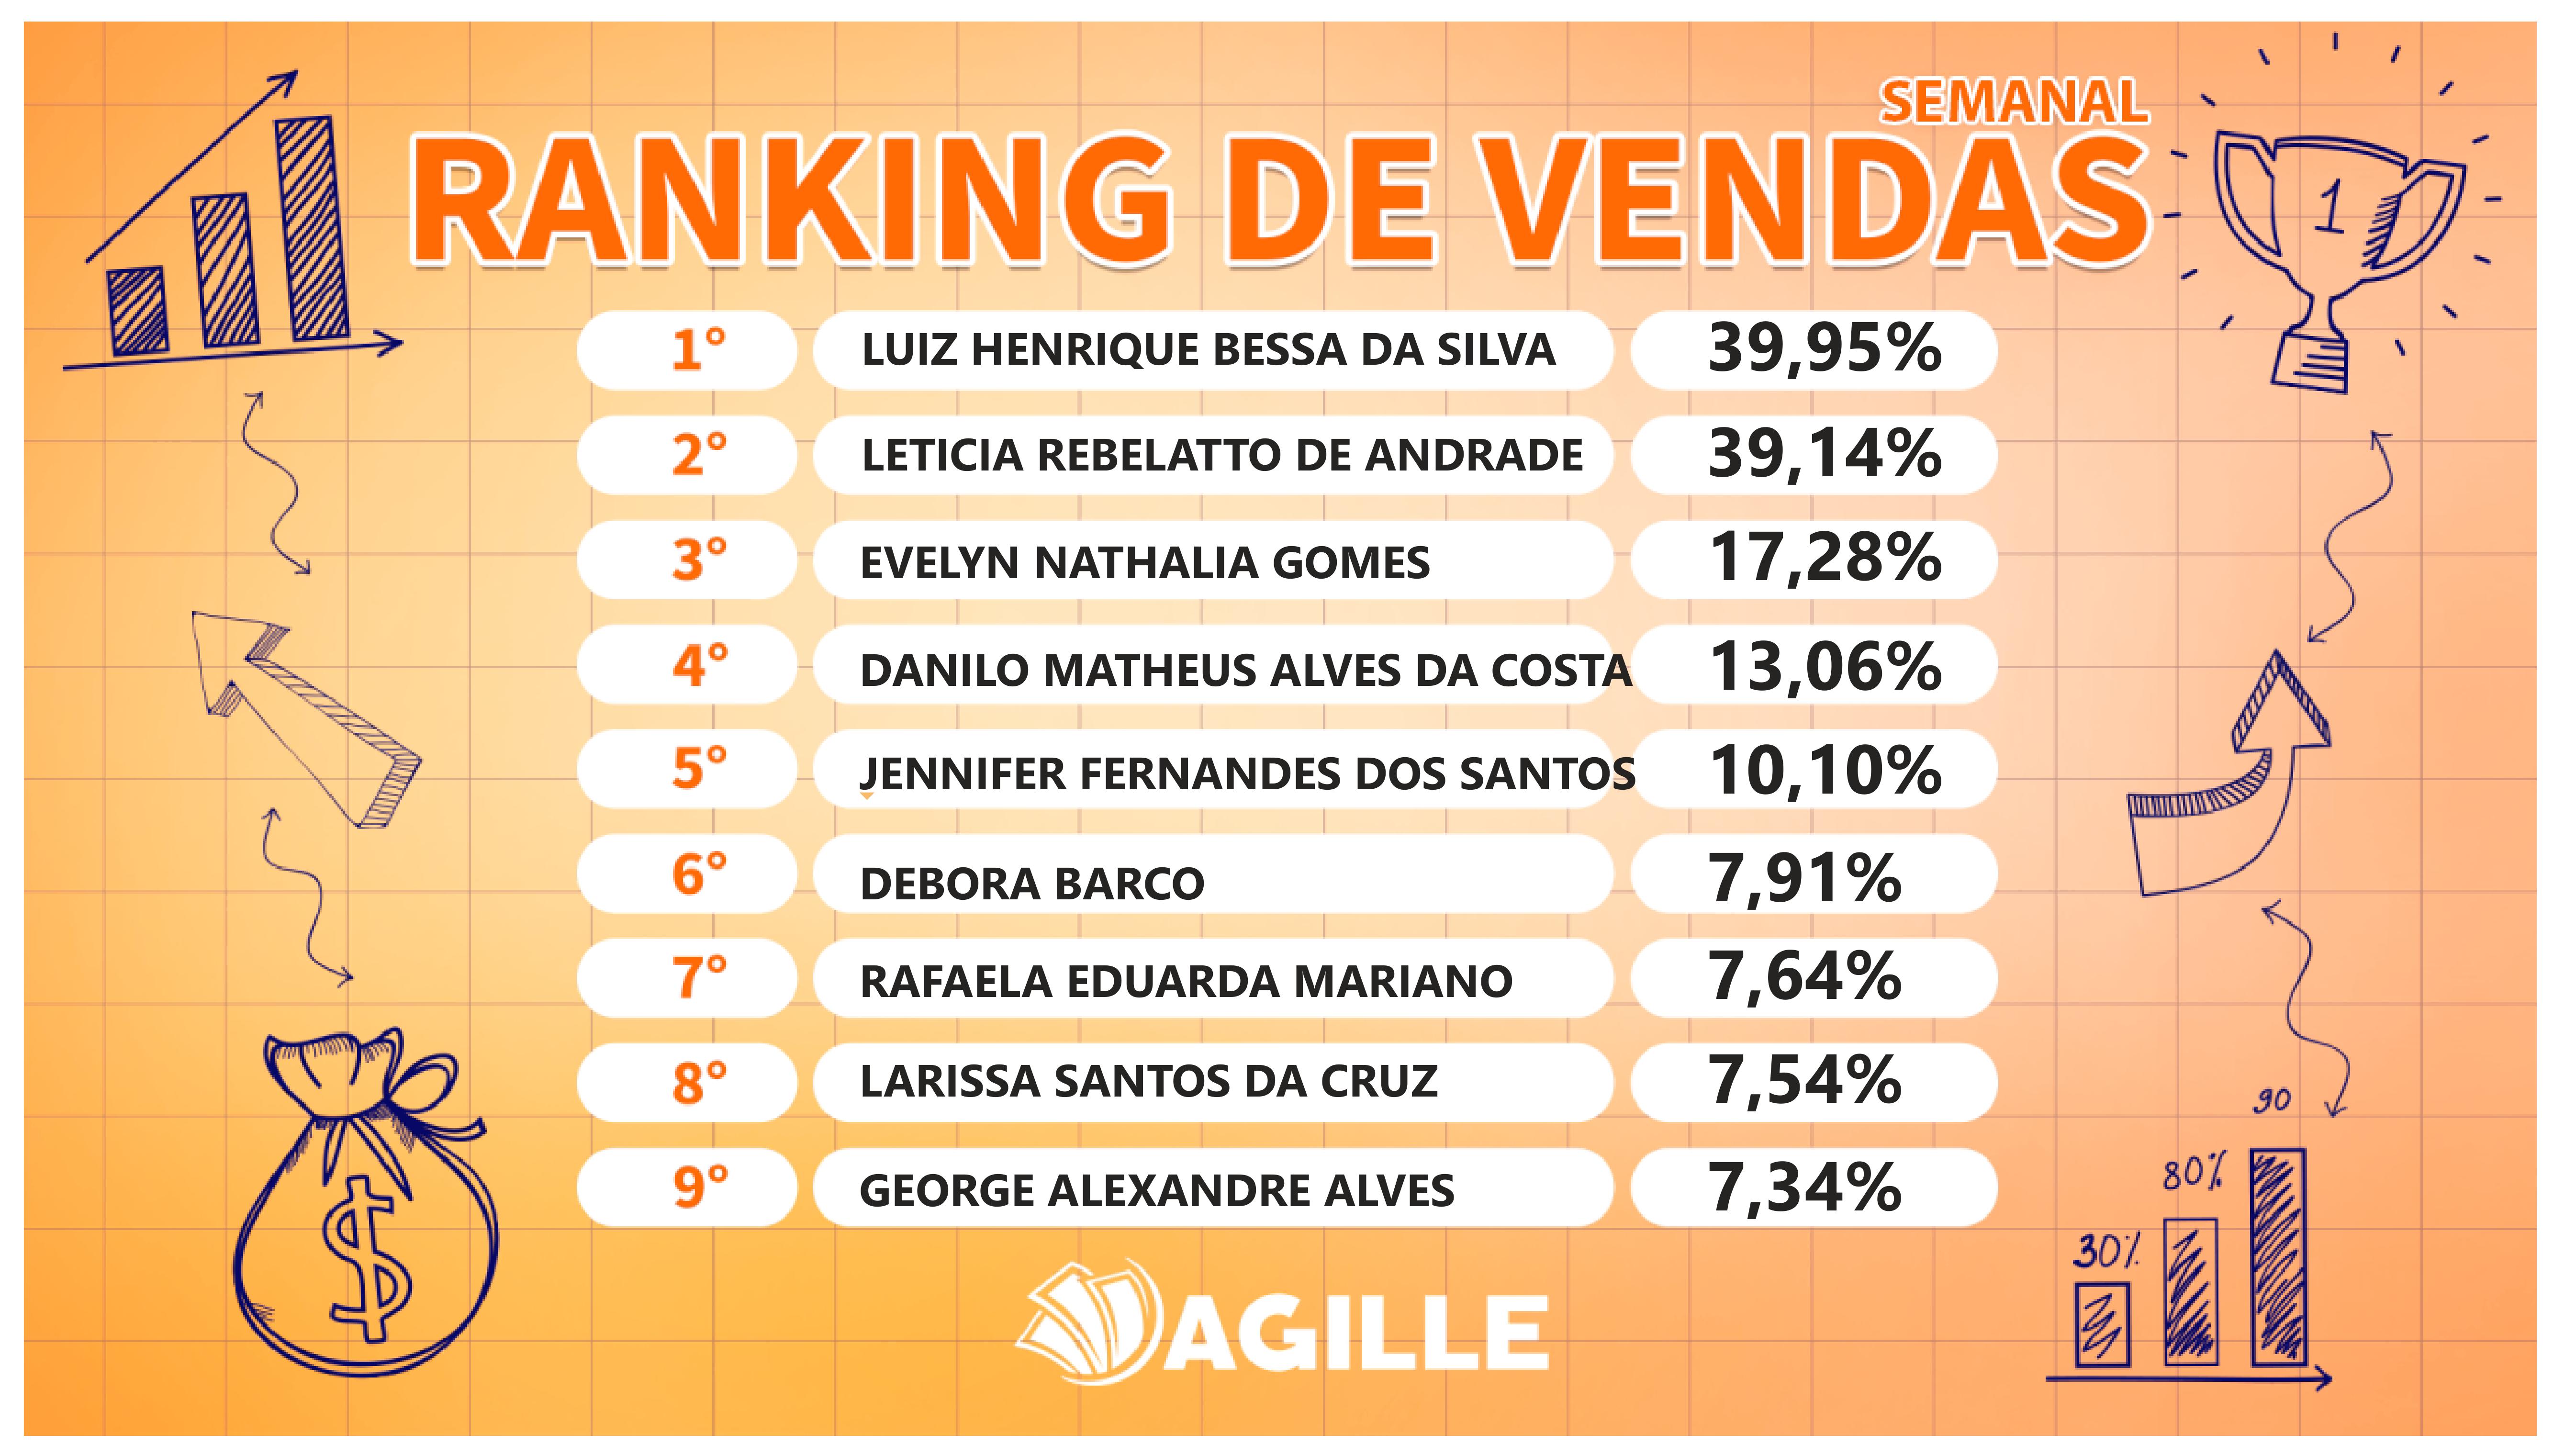 SEMANAL
RANKING DE VENDAS
1
1° LUIZ HENRIQUE BESSA DA SILVA 39,95%
2° LETICIA REBELATTO DE ANDRADE 39,14%
3° EVELYN NATHALIA GOMES 17,28%
4° DANILO MATHEUS ALVES DA COSTA 13,06%
5° JENNIFER FERNANDES DOS SANTOS 10,10%
6° DEBORA BARCO 7,91%
7° RAFAELA EDUARDA MARIANO 7,64%
8° LARISSA SANTOS DA CRUZ 7,54%
9° GEORGE ALEXANDRE ALVES 7,34%
$
30%
80%
90
AGILLE